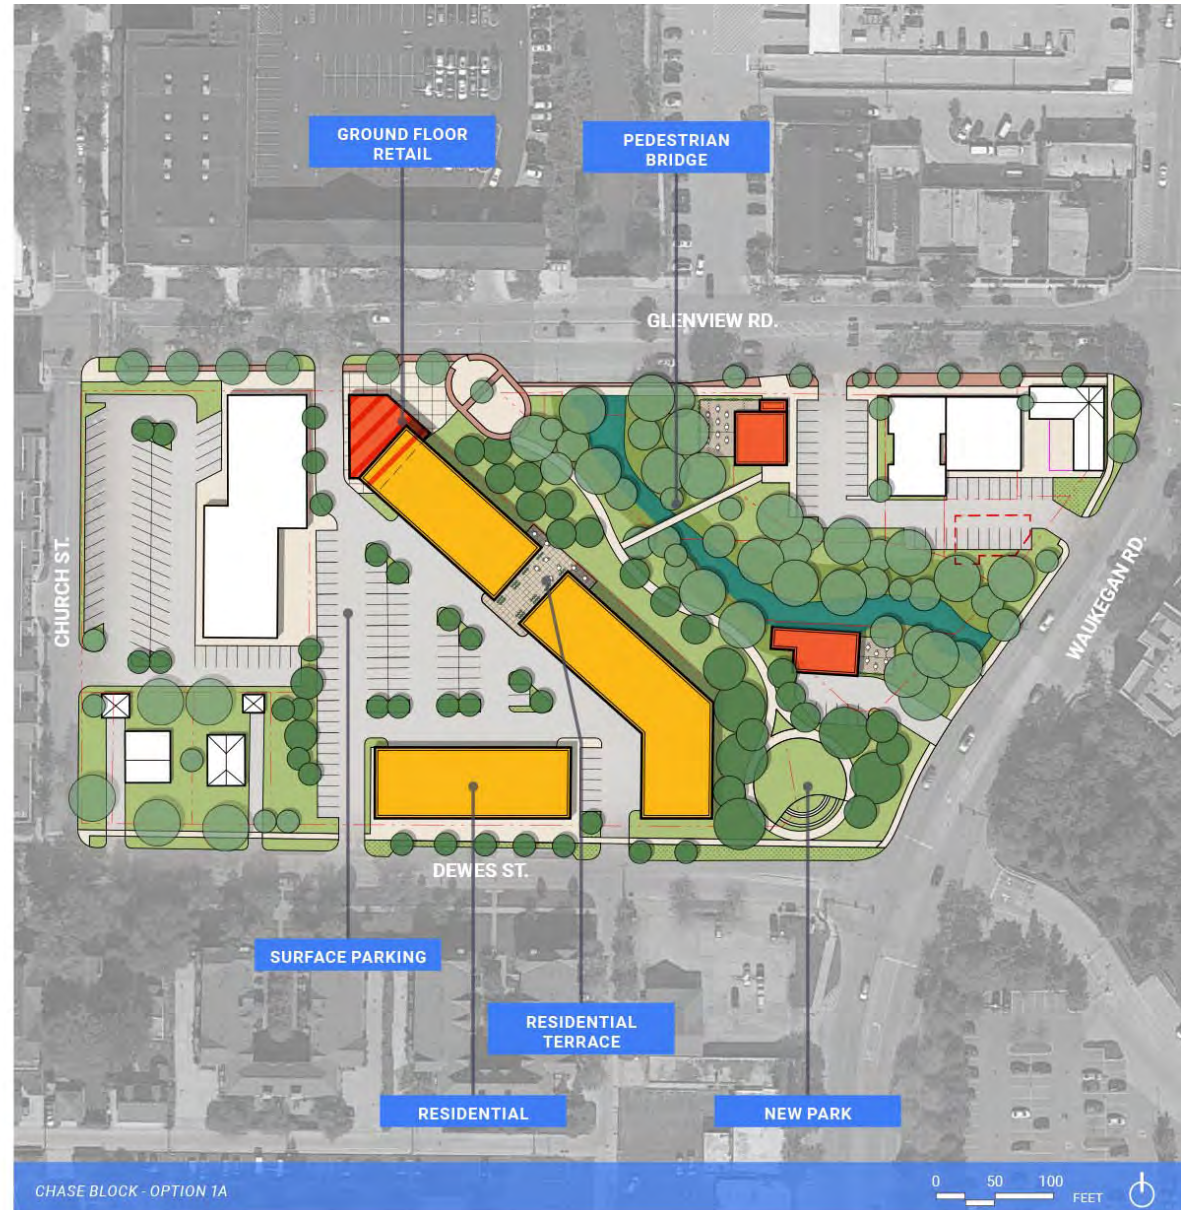 GROUND FLOOR
RETAIL
PEDESTRIAN
BRIDGE
GLENVIEW RD.
CHURCH ST.
WAUKEGAN RD.
DEWES ST.
SURFACE PARKING
RESIDENTIAL
TERRACE
RESIDENTIAL
NEW PARK
CHASE BLOCK - OPTION 1A
0 50 100
FEET